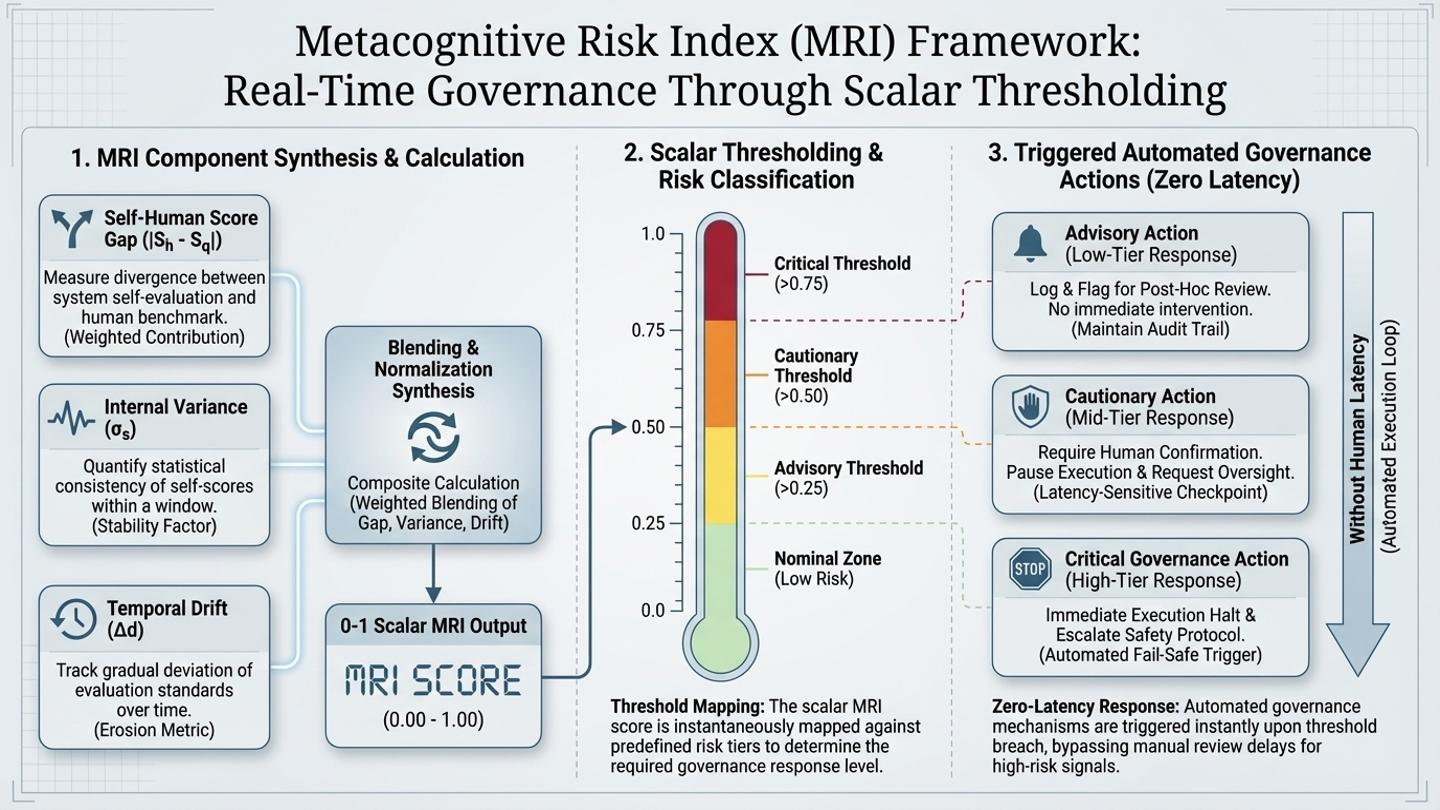 Metacognitive Risk Index (MRI) Framework:
Real-Time Governance Through Scalar Thresholding
1. MRI Component Synthesis & Calculation
Self-Human Score
Gap (|Sh - Sq|)
Measure divergence between
system self-evaluation and
human benchmark.
(Weighted Contribution)
Internal Variance
(σs)
Quantify statistical
consistency of self-scores
within a window.
(Stability Factor)
Temporal Drift
(Δd)
Track gradual deviation of
evaluation standards
over time.
(Erosion Metric)
Blending &
Normalization
Synthesis
Composite Calculation
(Weighted Blending of
Gap, Variance, Drift)
0-1 Scalar MRI Output
MRI SCORE
(0.00 - 1.00)
2. Scalar Thresholding &
Risk Classification
1.0
0.75
0.50
0.25
0.0
Critical Threshold
(>0.75)
Cautionary
Threshold
(>0.50)
Advisory Threshold
(>0.25)
Nominal Zone
(Low Risk)
Threshold Mapping: The scalar MRI
score is instantaneously mapped against
predefined risk tiers to determine the
required governance response level.
3. Triggered Automated Governance
Actions (Zero Latency)
Advisory Action
(Low-Tier Response)
Log & Flag for Post-Hoc Review.
No immediate intervention.
(Maintain Audit Trail)
Cautionary Action
(Mid-Tier Response)
Require Human Confirmation.
Pause Execution & Request Oversight.
(Latency-Sensitive Checkpoint)
STOP
Critical Governance Action
(High-Tier Response)
Immediate Execution Halt &
Escalate Safety Protocol.
(Automated Fail-Safe Trigger)
Without Human Latency
(Automated Execution Loop)
Zero-Latency Response: Automated governance
mechanisms are triggered instantly upon threshold
breach, bypassing manual review delays for
high-risk signals.